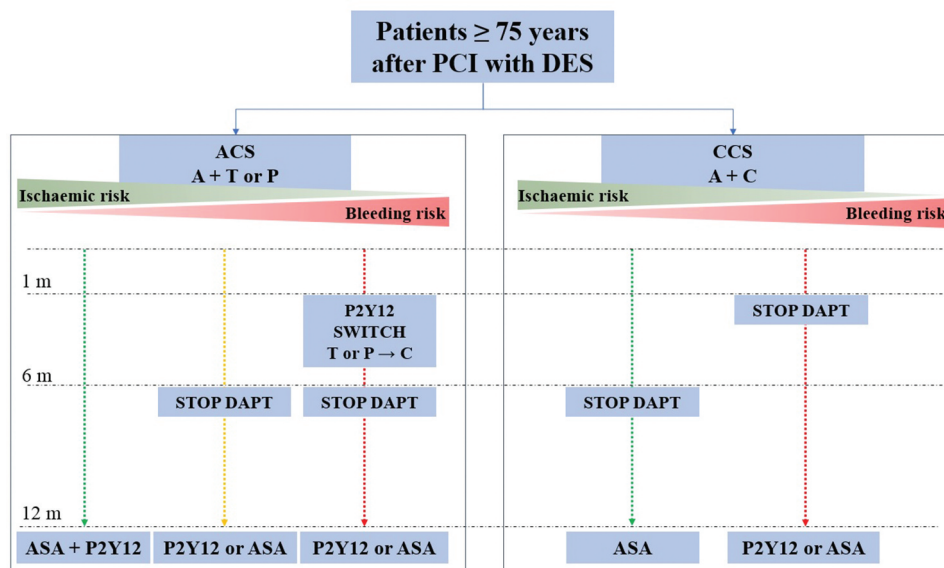 Patients ≥ 75 years
after PCI with DES
ACS
A + T or P
Ischaemic risk
Bleeding risk
CCS
A + C
Ischaemic risk
Bleeding risk
1 m
P2Y12
SWITCH
T or P → C
STOP DAPT
6 m
STOP DAPT
STOP DAPT
STOP DAPT
12 m
ASA + P2Y12
P2Y12 or ASA
P2Y12 or ASA
ASA
P2Y12 or ASA